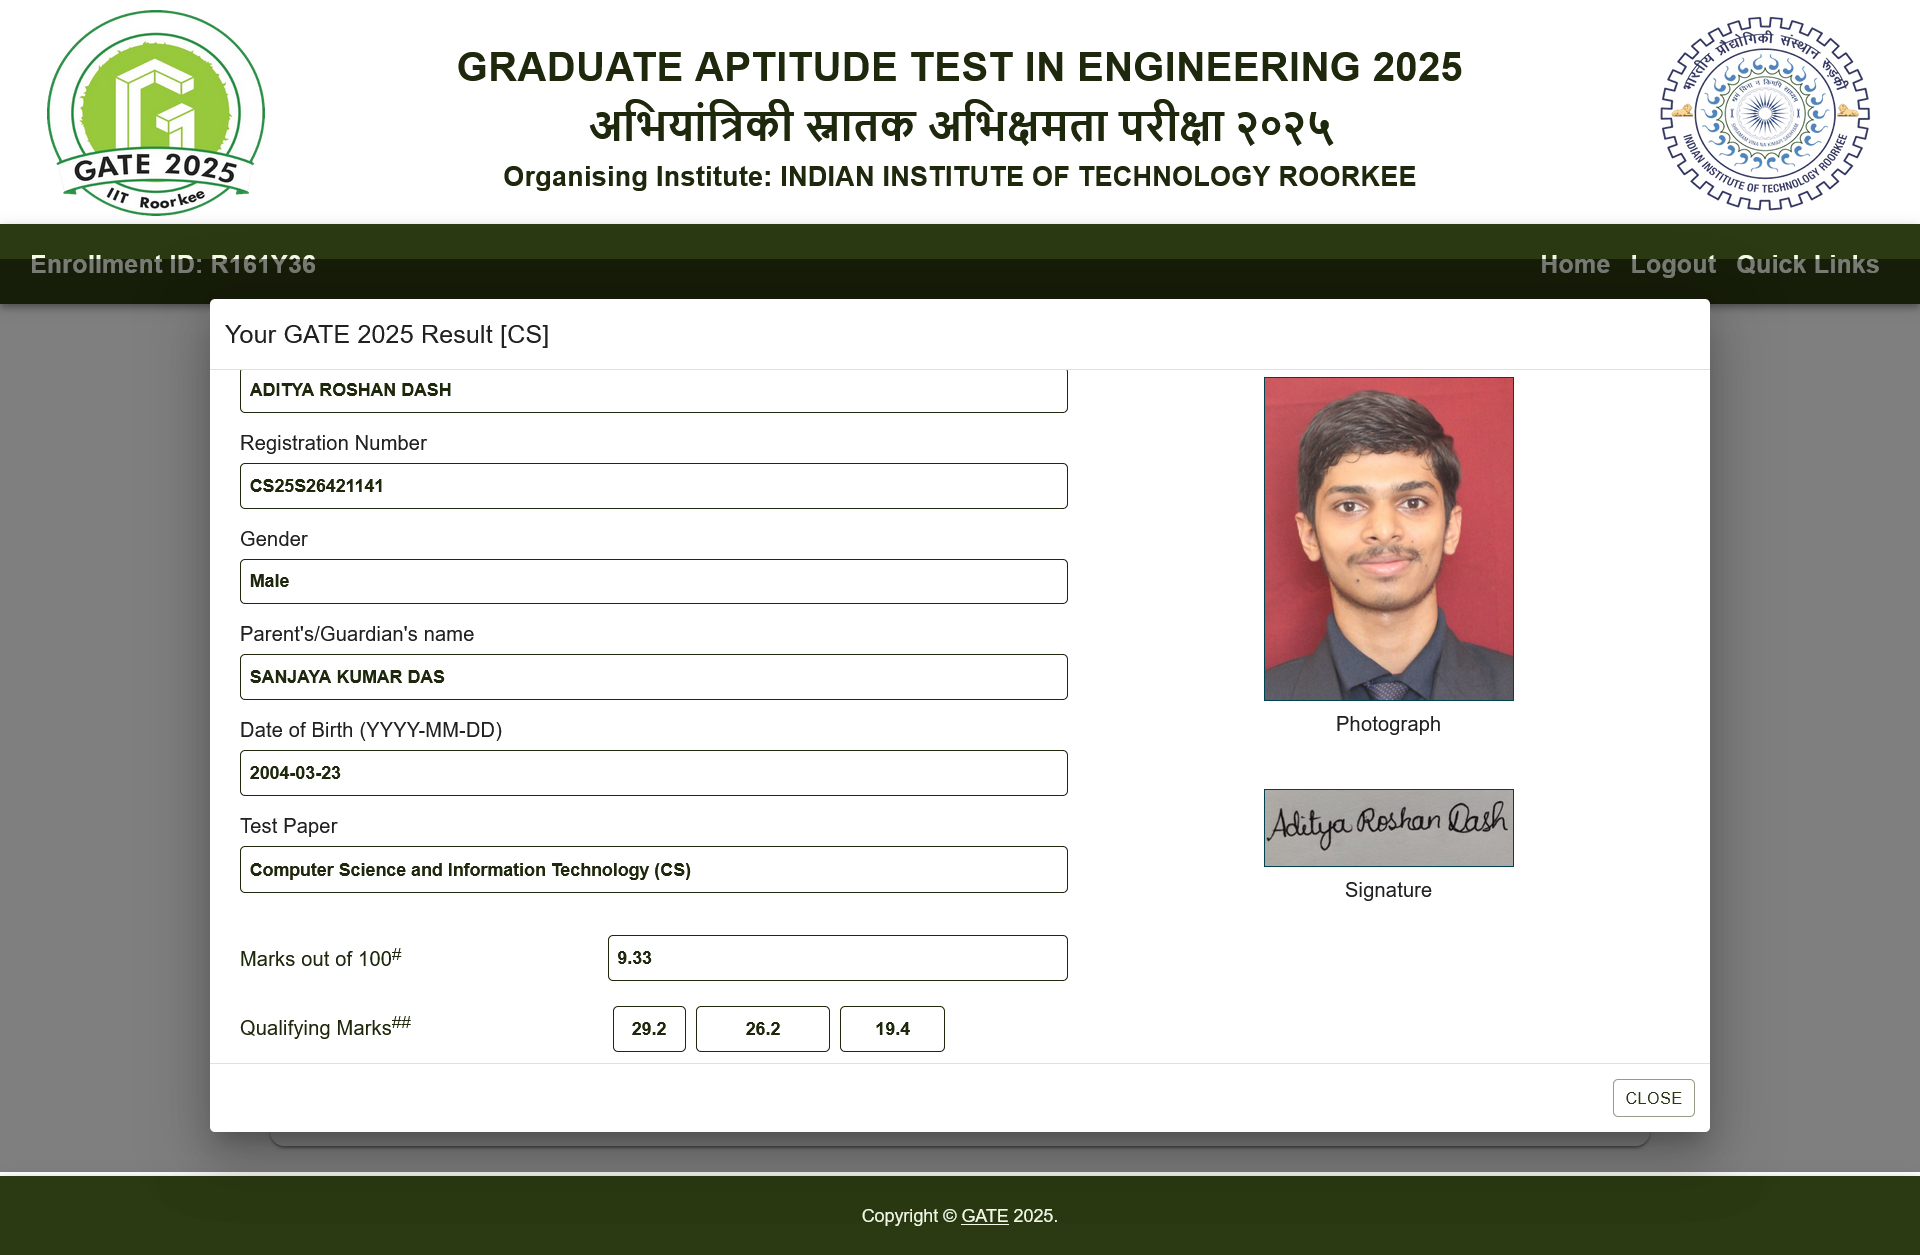 GATE 2025
IIT Roorkee
GRADUATE APTITUDE TEST IN ENGINEERING 2025
अभियांत्रिकी स्नातक अभिक्षमता परीक्षा २०२५
Organising Institute: INDIAN INSTITUTE OF TECHNOLOGY ROORKEE
भारतीय प्रौद्योगिकी संस्थान रूड़की
INDIAN INSTITUTE OF TECHNOLOGY ROORKEE
Enrollment ID: R161Y36
Home Logout Quick Links
Your GATE 2025 Result [CS]
ADITYA ROSHAN DASH
Registration Number
CS25S26421141
Gender
Male
Parent's/Guardian's name
SANJAYA KUMAR DAS
Date of Birth (YYYY-MM-DD)
2004-03-23
Test Paper
Computer Science and Information Technology (CS)
Marks out of 100#
9.33
Qualifying Marks##
29.2 26.2 19.4
Photograph
Aditya Roshan Dash
Signature
CLOSE
Copyright © GATE 2025.